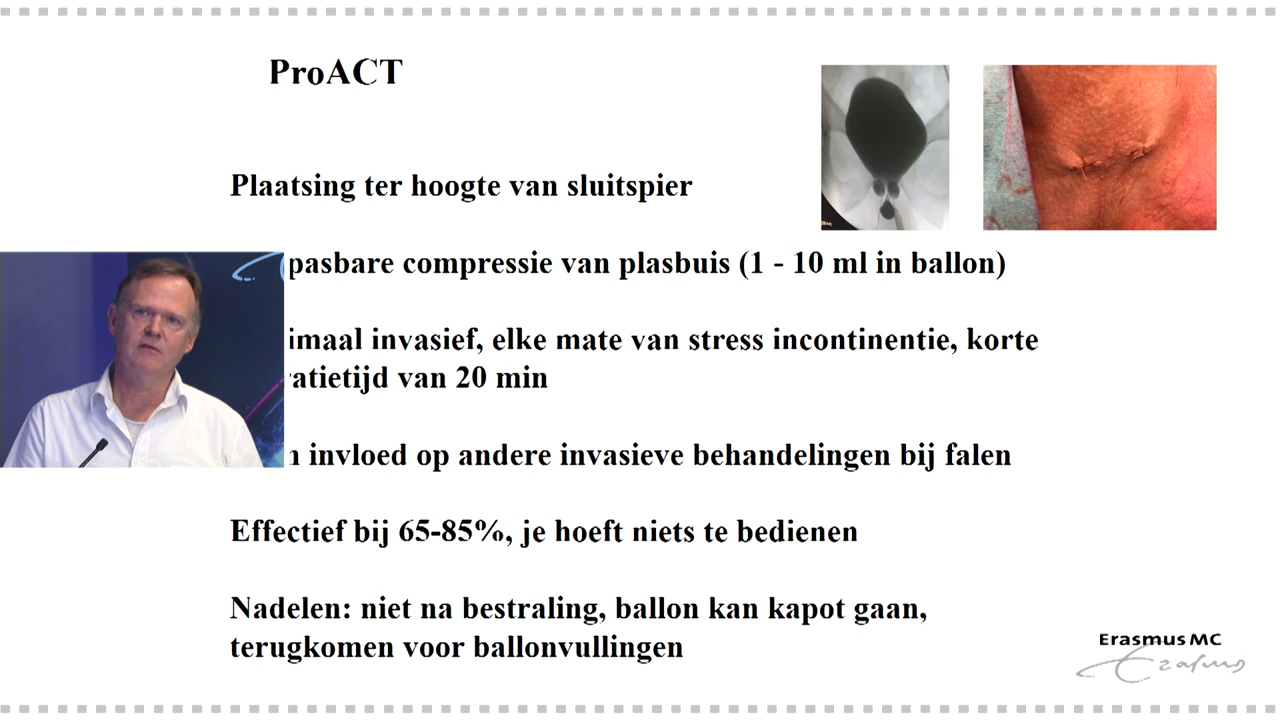 ProACT
Plaatsing ter hoogte van sluitspier
pasbare compressie van plasbuis (1 - 10 ml in ballon)
imaal invasief, elke mate van stress incontinentie, korte
atietijd van 20 min
invloed op andere invasieve behandelingen bij falen
Effectief bij 65-85%, je hoeft niets te bedienen
Nadelen: niet na bestraling, ballon kan kapot gaan,
terugkomen voor ballonvullingen
Erasmus MC
Erasmus